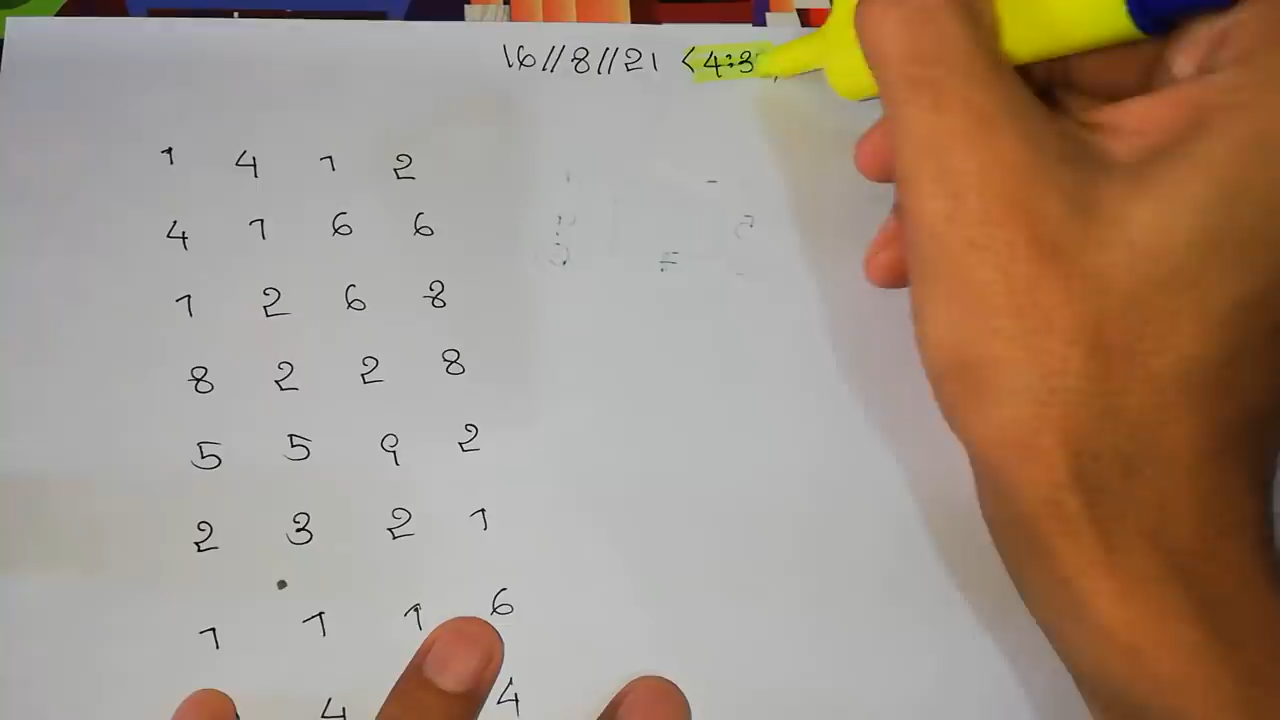 16//8//21 (4:3
1 4 1 2
4 1 6 6
1 2 6 8
8 2 2 8
5 5 9 2
2 3 2 1
1 1 1 6
4 4